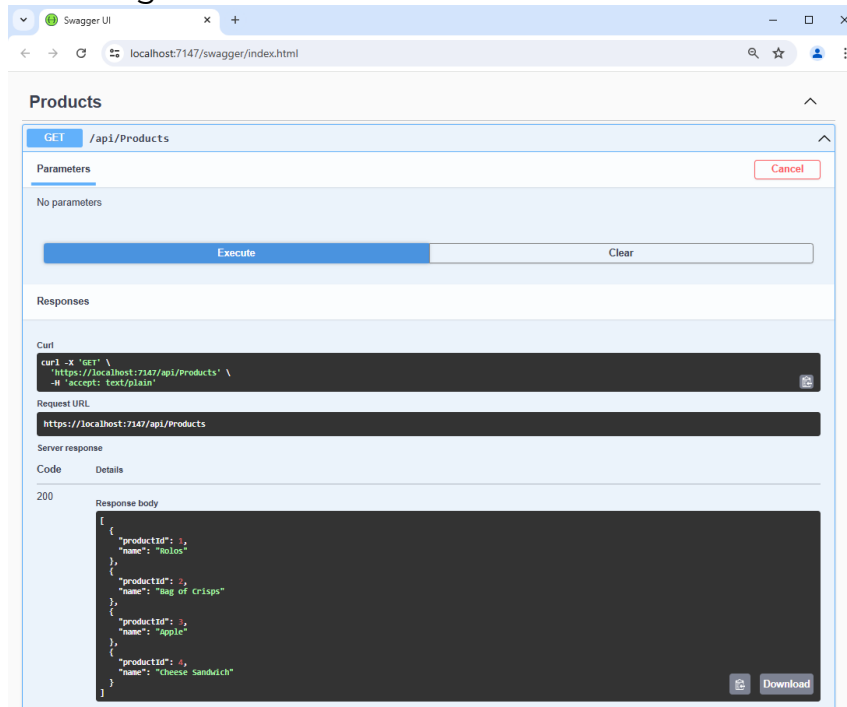 Swagger UI
localhost:7147/swagger/index.html
Products
GET /api/Products
Parameters
Cancel
No parameters
Execute
Clear
Responses
Curl
curl -X 'GET' \
'https://localhost:7147/api/Products' \
-H 'accept: text/plain'
Request URL
https://localhost:7147/api/Products
Server response
Code Details
200
Response body
[
{
"productId": 1,
"name": "Rolos"
},
{
"productId": 2,
"name": "Bag of Crisps"
},
{
"productId": 3,
"name": "Apple"
},
{
"productId": 4,
"name": "Cheese Sandwich"
}
]
Download